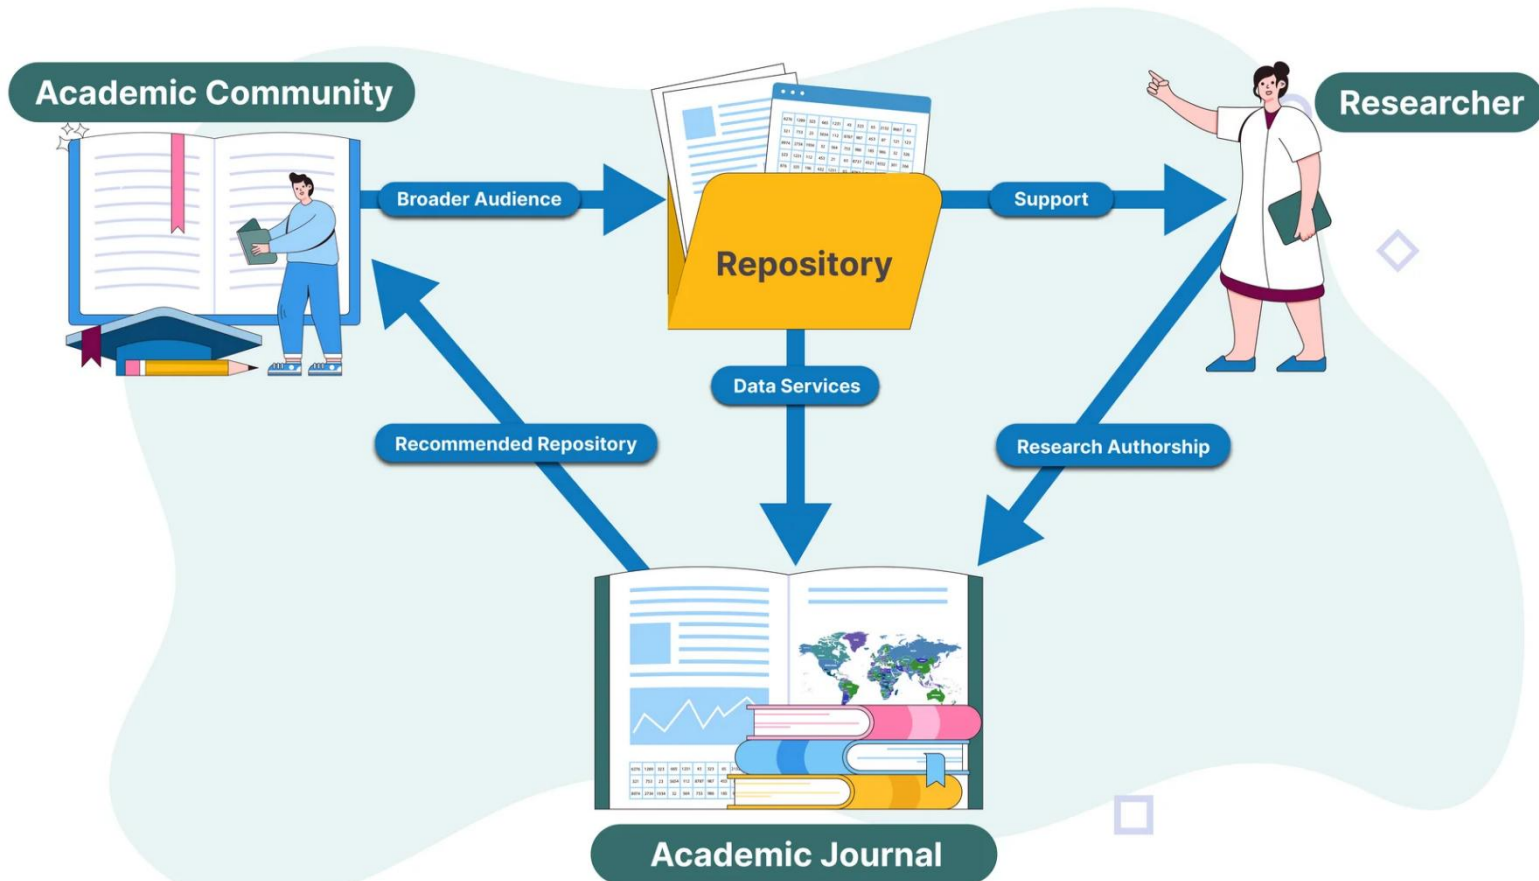 Academic Community
Researcher
Broader Audience
Support
Repository
Data Services
Recommended Repository
Research Authorship
Academic Journal